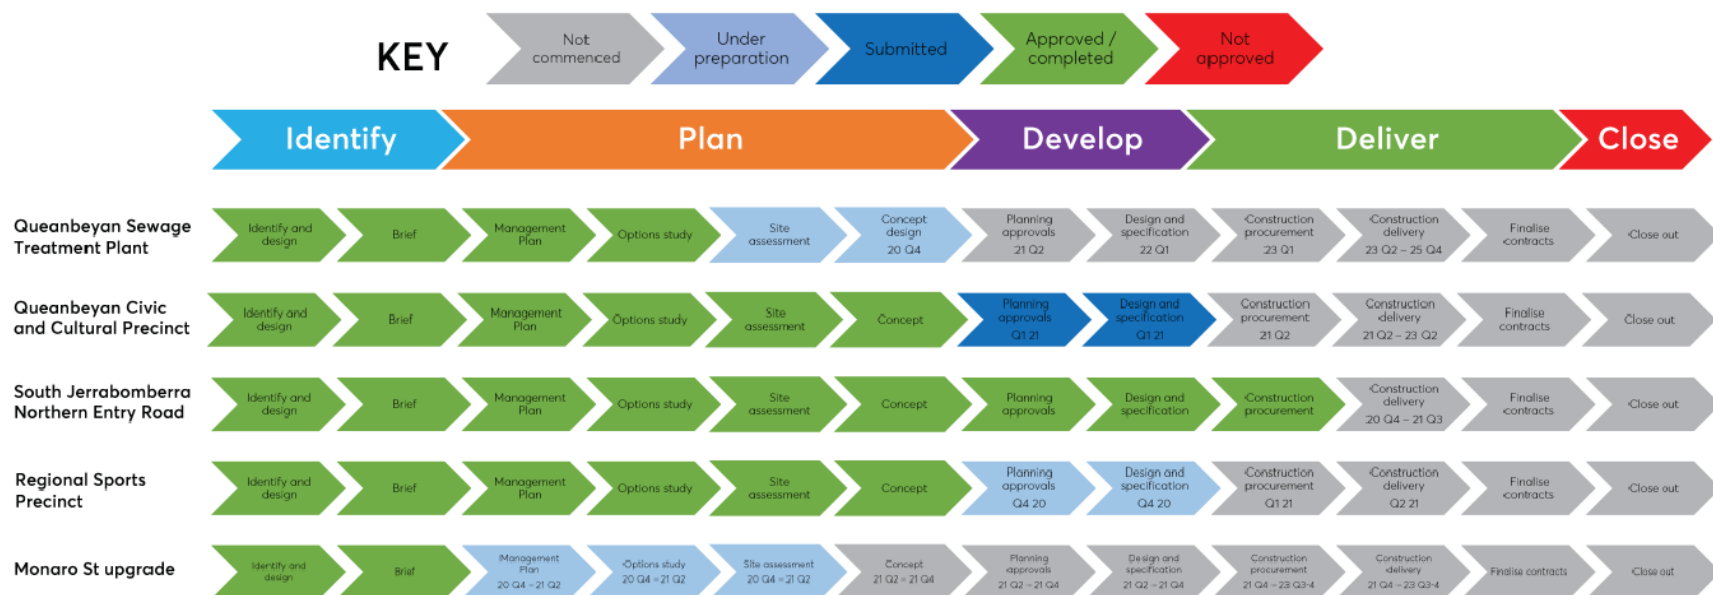 KEY
Not
commenced
Under
preparation
Submitted
Approved /
completed
Not
approved
Identify
Plan
Develop
Deliver
Close
Queanbeyan Sewage
Treatment Plant
Identify and
design
Brief
Management
Plan
Options study
Site
assessment
Concept
design
20 Q4
Planning
approvals
21 Q2
Design and
specification
22 Q1
Construction
procurement
23 Q1
Construction
delivery
23 Q2 – 25 Q4
Finalise
contracts
Close out
Queanbeyan Civic
and Cultural Precinct
Identify and
design
Brief
Management
Plan
Options study
Site
assessment
Concept
Planning
approvals
Q1 21
Design and
specification
Q1 21
Construction
procurement
21 Q2
Construction
delivery
21 Q2 – 23 Q2
Finalise
contracts
Close out
South Jerrabomberra
Northern Entry Road
Identify and
design
Brief
Management
Plan
Options study
Site
assessment
Concept
Planning
approvals
Design and
specification
Construction
procurement
Construction
delivery
20 Q4 – 21 Q3
Finalise
contracts
Close out
Regional Sports
Precinct
Identify and
design
Brief
Management
Plan
Options study
Site
assessment
Concept
Planning
approvals
Q4 20
Design and
specification
Q4 20
Construction
procurement
Q1 21
Construction
delivery
Q2 21
Finalise
contracts
Close out
Monaro St upgrade
Identify and
design
Brief
Management
Plan
20 Q4 – 21 Q2
Options study
20 Q4 – 21 Q2
Site assessment
20 Q4 – 21 Q2
Concept
21 Q2 – 21 Q4
Planning
approvals
21 Q2 – 21 Q4
Design and
specification
21 Q2 – 21 Q4
Construction
procurement
21 Q4 – 23 Q3-4
Construction
delivery
21 Q4 – 23 Q3-4
Finalise contracts
Close out